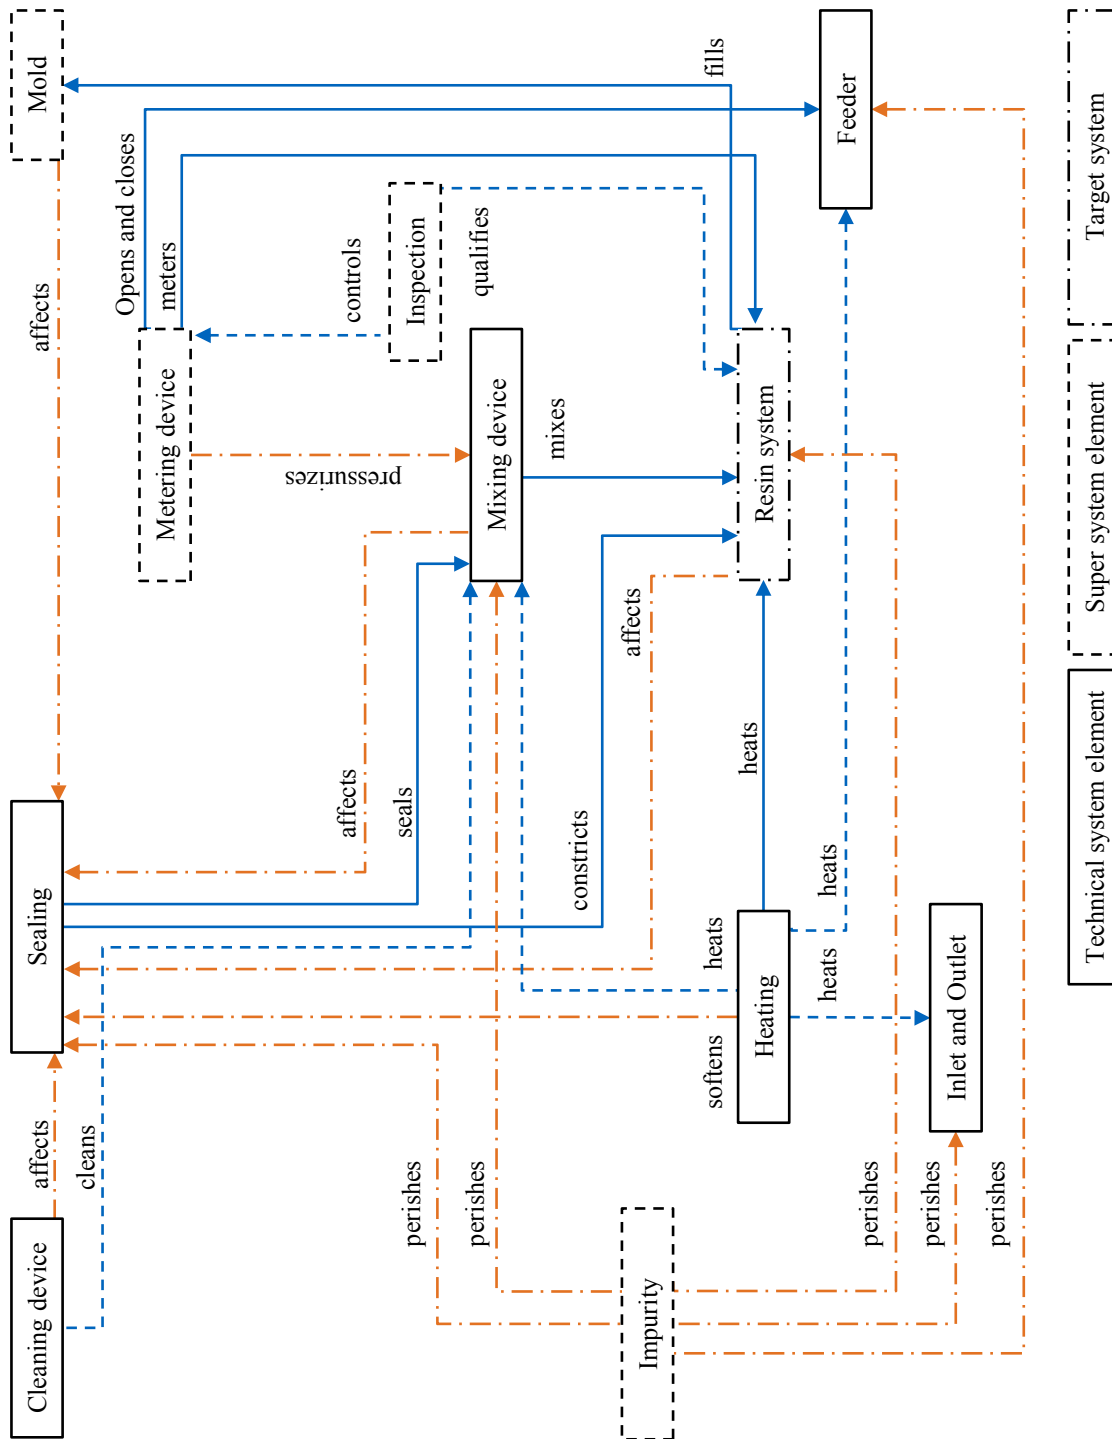 Cleaning device
affects
Sealing
affects
Mold
cleans
Metering device
Opens and closes
meters
pressurizes
controls
Inspection
qualifies
affects
seals
Mixing device
mixes
fills
perishes
perishes
constricts
affects
Impurity
softens
heats
heats
Heating
Resin system
heats
heats
Feeder
perishes
perishes
perishes
Inlet and Outlet
Technical system element
Super system element
Target system